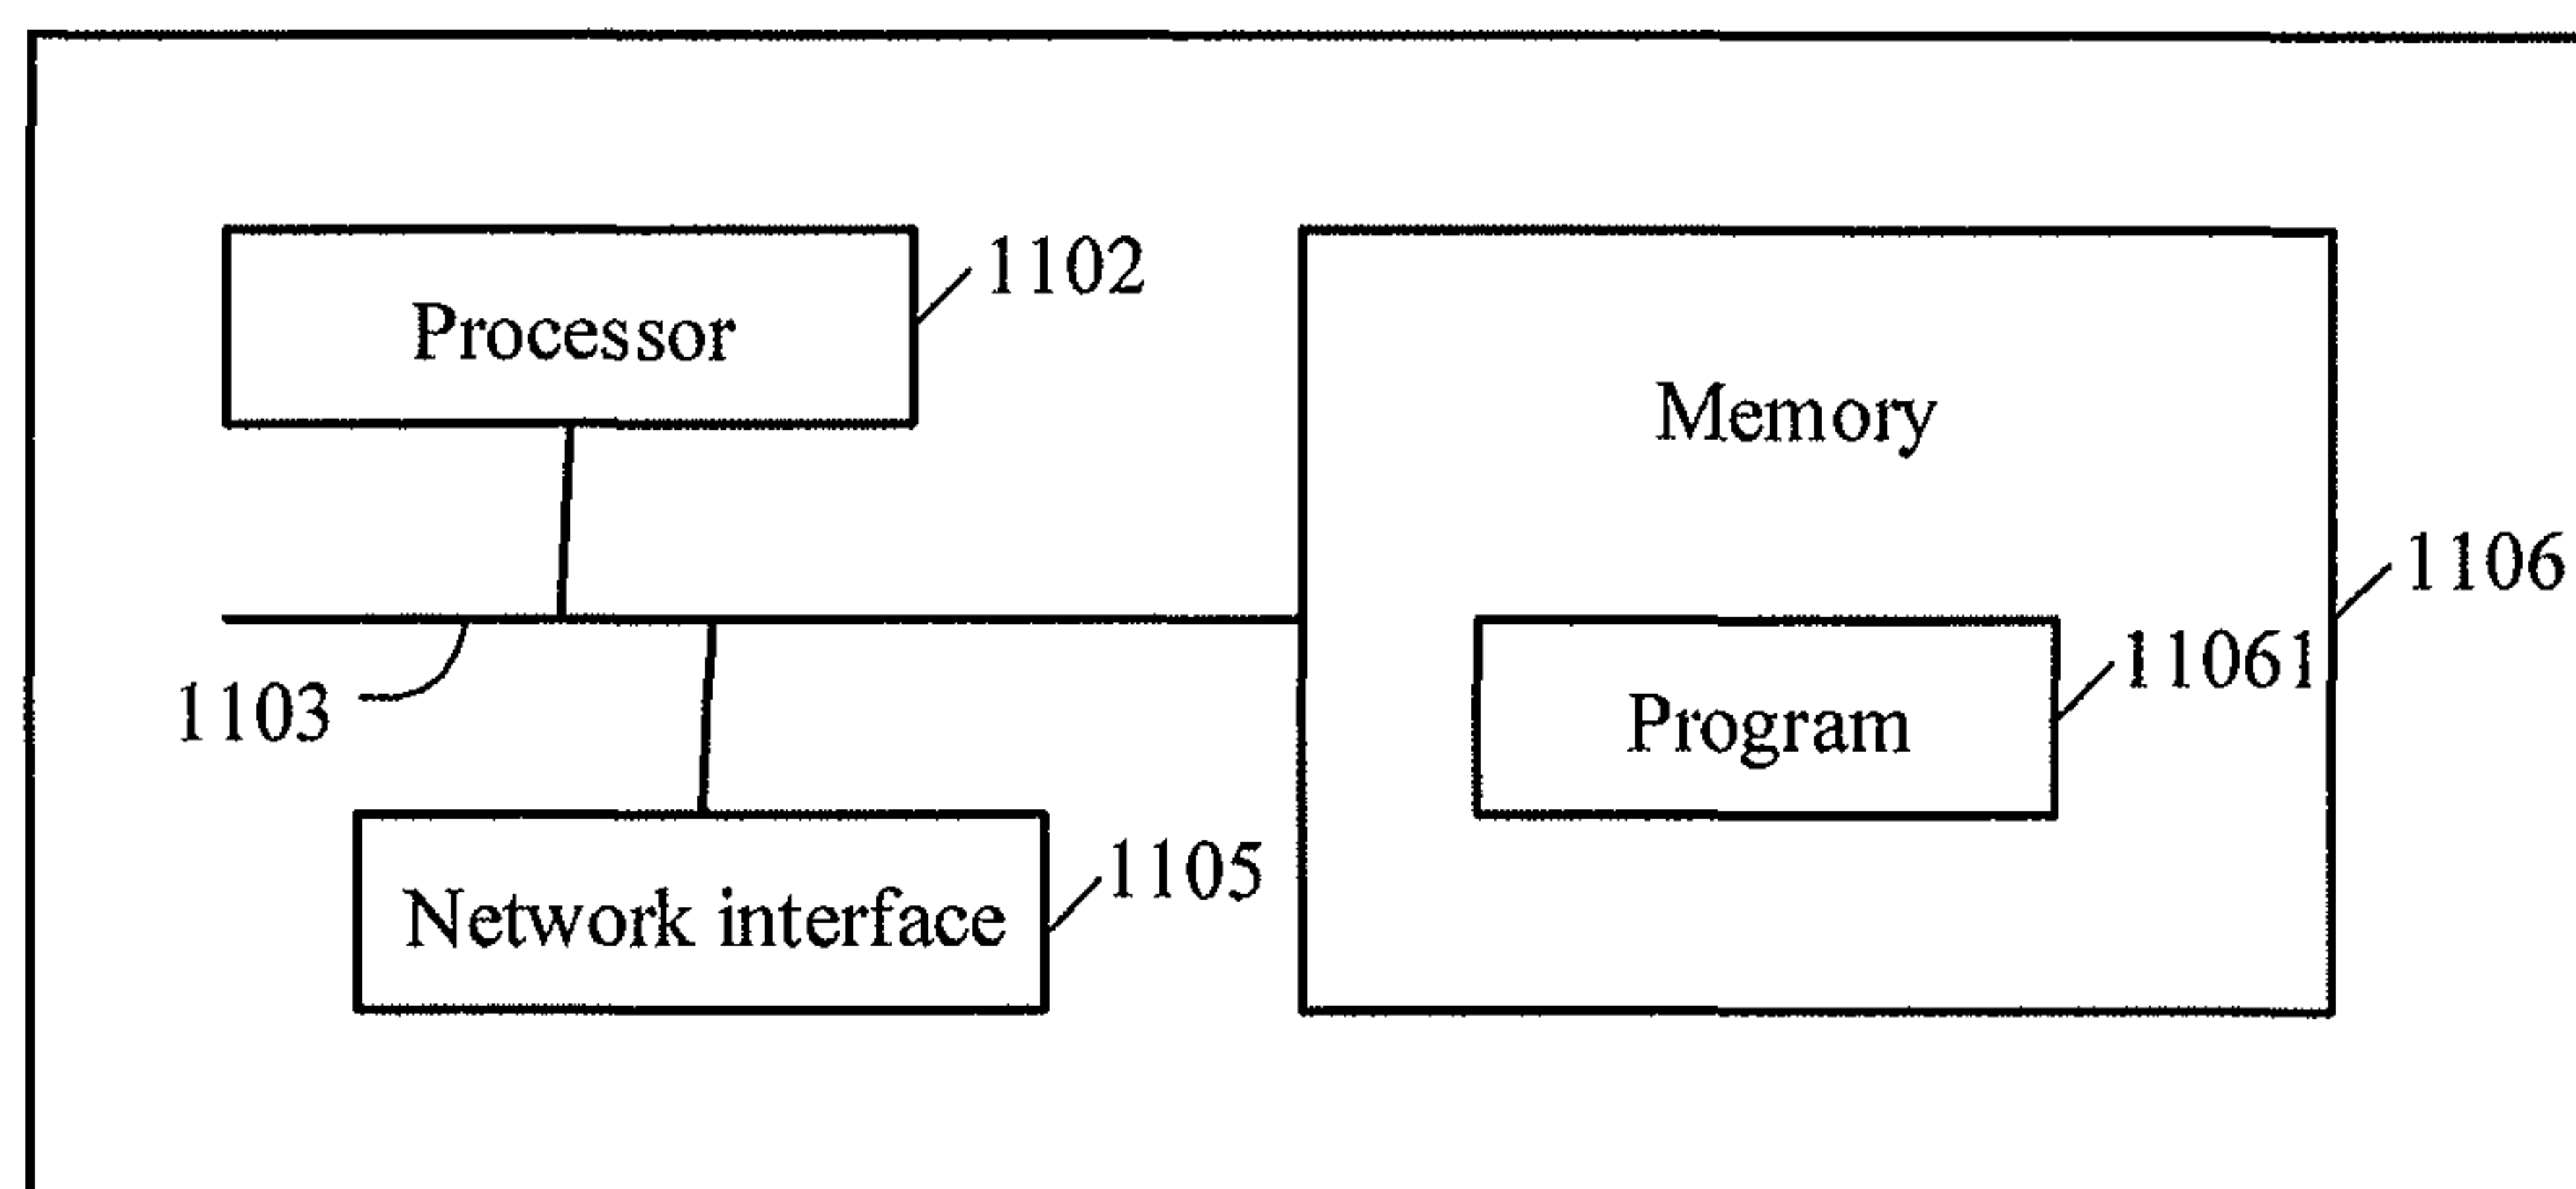 1102
Processor
Memory
1106
11061
1103
Program
1105
Network interface